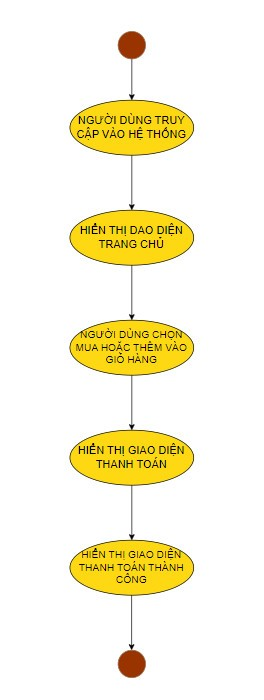 NGƯỜI DÙNG TRUY
CẬP VÀO HỆ THỐNG
HIỂN THỊ DAO DIỆN
TRANG CHỦ
NGƯỜI DÙNG CHỌN
MUA HOẶC THÊM VÀO
GIỎ HÀNG
HIỂN THỊ GIAO DIỆN
THANH TOÁN
HIỂN THỊ GIAO DIỆN
THANH TOÁN THÀNH
CÔNG